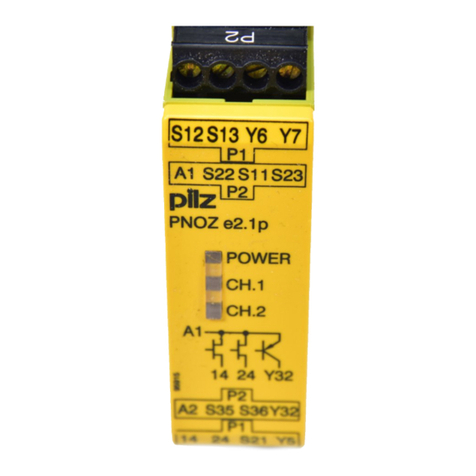 P2
S12 S13 Y6 Y7
P1
A1 S22 S11 S23
P2
pilz
PNOZ e2.1p
POWER
CH.1
CH.2
A1
14 24 Y32
P2
A2 S35 S36 Y32
P1
14 24 S21 Y5